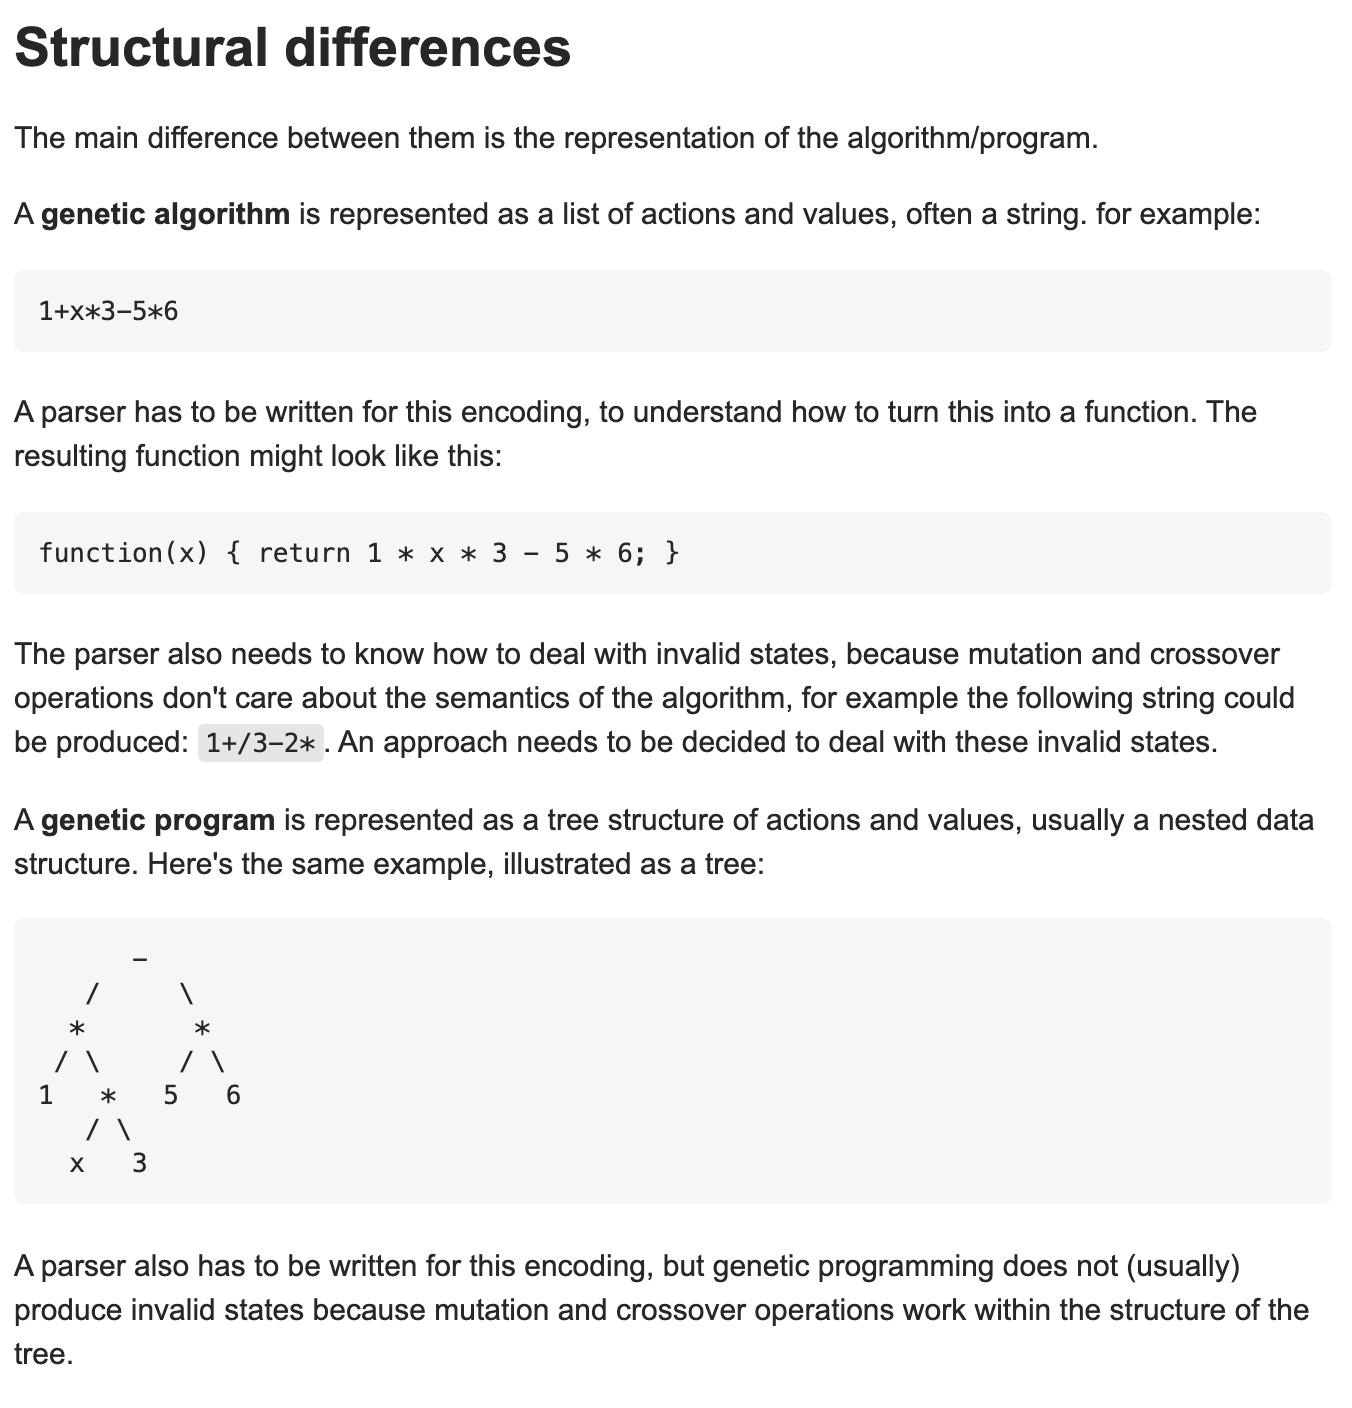 Structural differences
The main difference between them is the representation of the algorithm/program.
A genetic algorithm is represented as a list of actions and values, often a string. for example:
1+x*3-5*6
A parser has to be written for this encoding, to understand how to turn this into a function. The
resulting function might look like this:
function(x) { return 1 * x * 3 - 5 * 6; }
The parser also needs to know how to deal with invalid states, because mutation and crossover
operations don't care about the semantics of the algorithm, for example the following string could
be produced: 1+/3-2* . An approach needs to be decided to deal with these invalid states.
A genetic program is represented as a tree structure of actions and values, usually a nested data
structure. Here's the same example, illustrated as a tree:
      -
   /     \
  *       *
 / \     / \
1   *   5   6
   / \
  x   3
A parser also has to be written for this encoding, but genetic programming does not (usually)
produce invalid states because mutation and crossover operations work within the structure of the
tree.